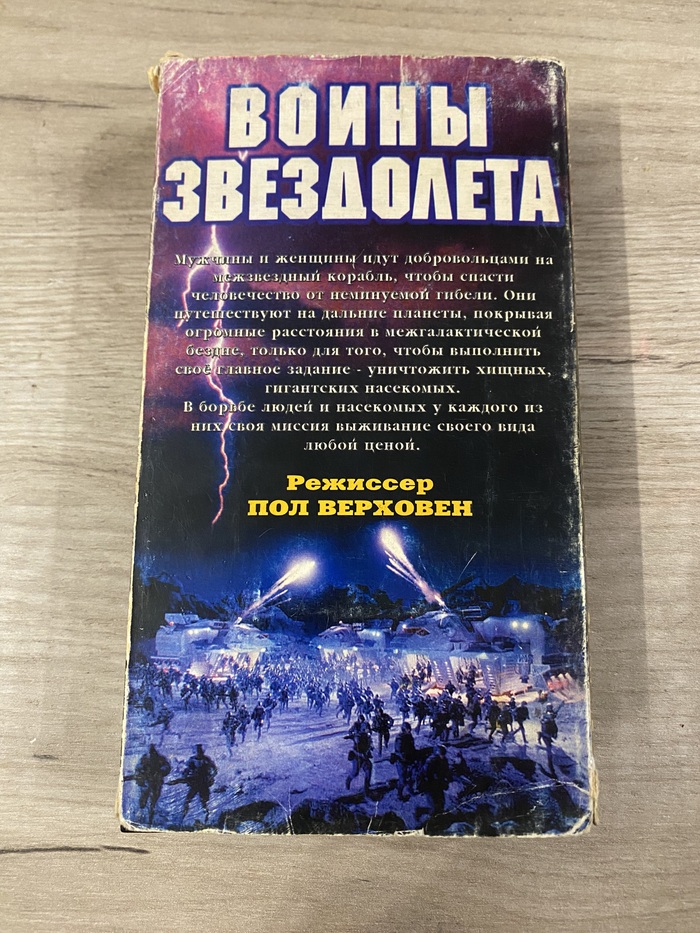 ВОИНЫ
ЗВЕЗДОЛЕТА
Мужчины и женщины идут добровольцами на
межзвездный корабль, чтобы спасти
человечество от неминуемой гибели. Они
путешествуют на дальние планеты, покрывая
огромные расстояния в межгалактической
бездне, только для того, чтобы выполнить
своё главное задание - уничтожить хищных,
гигантских насекомых.
В борьбе людей и насекомых у каждого из
них своя миссия выживание своего вида
любой ценой.
Режиссер
ПОЛ ВЕРХОВЕН